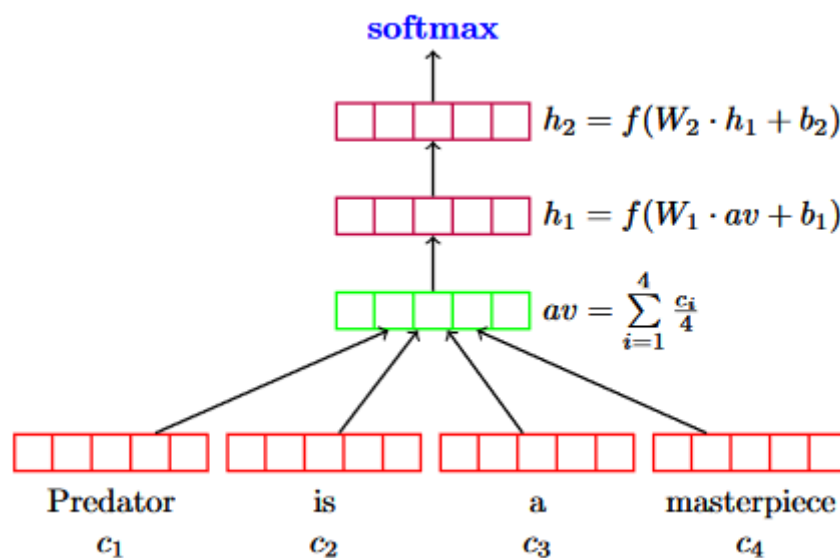 softmax
h₂ = f(W₂ · h₁ + b₂)
h₁ = f(W₁ · av + b₁)
av = ∑_{i=1}^{4} c_i/4
Predator is a masterpiece
c₁ c₂ c₃ c₄